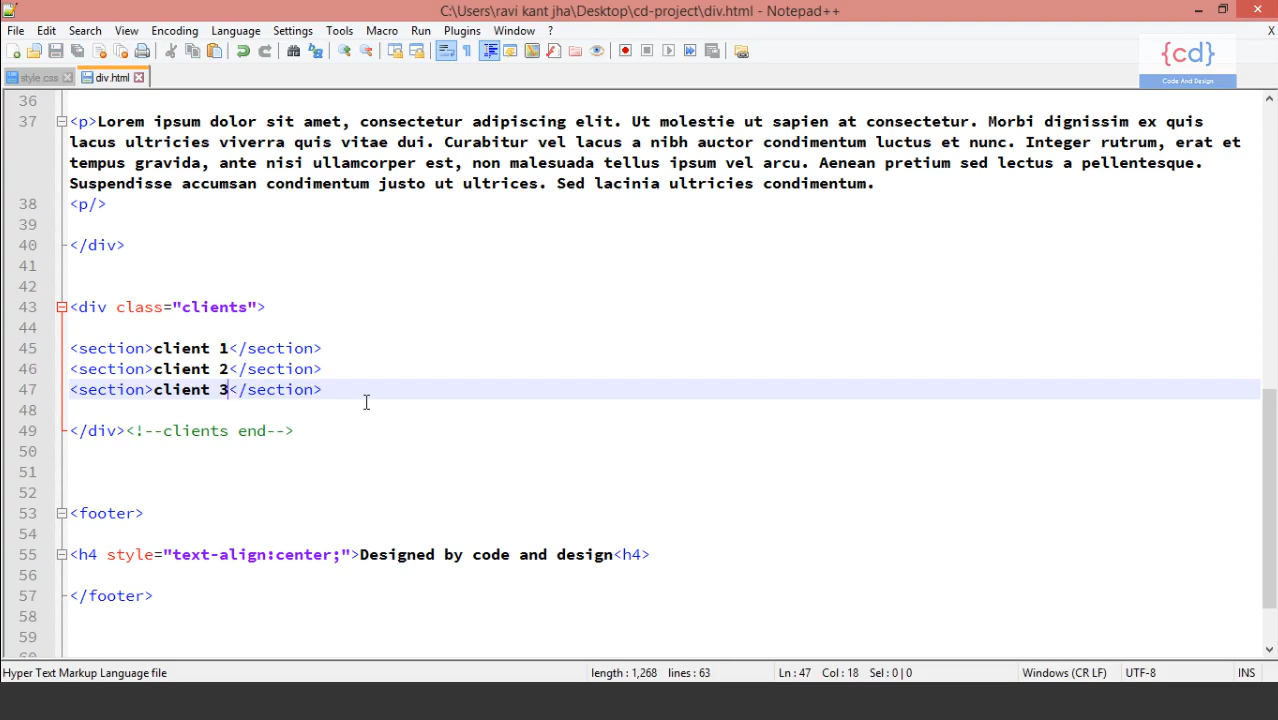 C:\Users\ravi kant jha\Desktop\cd-project\div.html - Notepad++
File Edit Search View Encoding Language Settings Tools Macro Run Plugins Window ? X
{cd}
Code And Design
style.css div.html
36
37 <p>Lorem ipsum dolor sit amet, consectetur adipiscing elit. Ut molestie ut sapien at consectetur. Morbi dignissim ex quis
lacus ultricies viverra quis vitae dui. Curabitur vel lacus a nibh auctor condimentum luctus et nunc. Integer rutrum, erat et
tempus gravida, ante nisi ullamcorper est, non malesuada tellus ipsum vel arcu. Aenean pretium sed lectus a pellentesque.
Suspendisse accumsan condimentum justo ut ultrices. Sed lacinia ultricies condimentum.
38 <p/>
39
40 </div>
41
42
43 <div class="clients">
44
45 <section>client 1</section>
46 <section>client 2</section>
47 <section>client 3</section>
48
49 </div><!--clients end-->
50
51
52
53 <footer>
54
55 <h4 style="text-align:center;">Designed by code and design<h4>
56
57 </footer>
58
59
60
Hyper Text Markup Language file length : 1,268 lines : 63 Ln : 47 Col : 18 Sel : 0 | 0 Windows (CR LF) UTF-8 INS